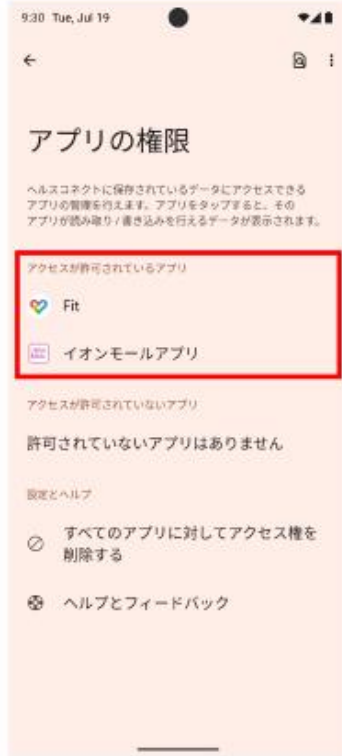 9:30 Tue, Jul 19
アプリの権限
ヘルスコネクトに保存されているデータにアクセスできる
アプリの管理を行えます。アプリをタップすると、その
アプリが読み取り / 書き込みを行えるデータが表示されます。
アクセスが許可されているアプリ
Fit
イオンモールアプリ
アクセスが許可されていないアプリ
許可されていないアプリはありません
設定とヘルプ
すべてのアプリに対してアクセス権を
削除する
ヘルプとフィードバック